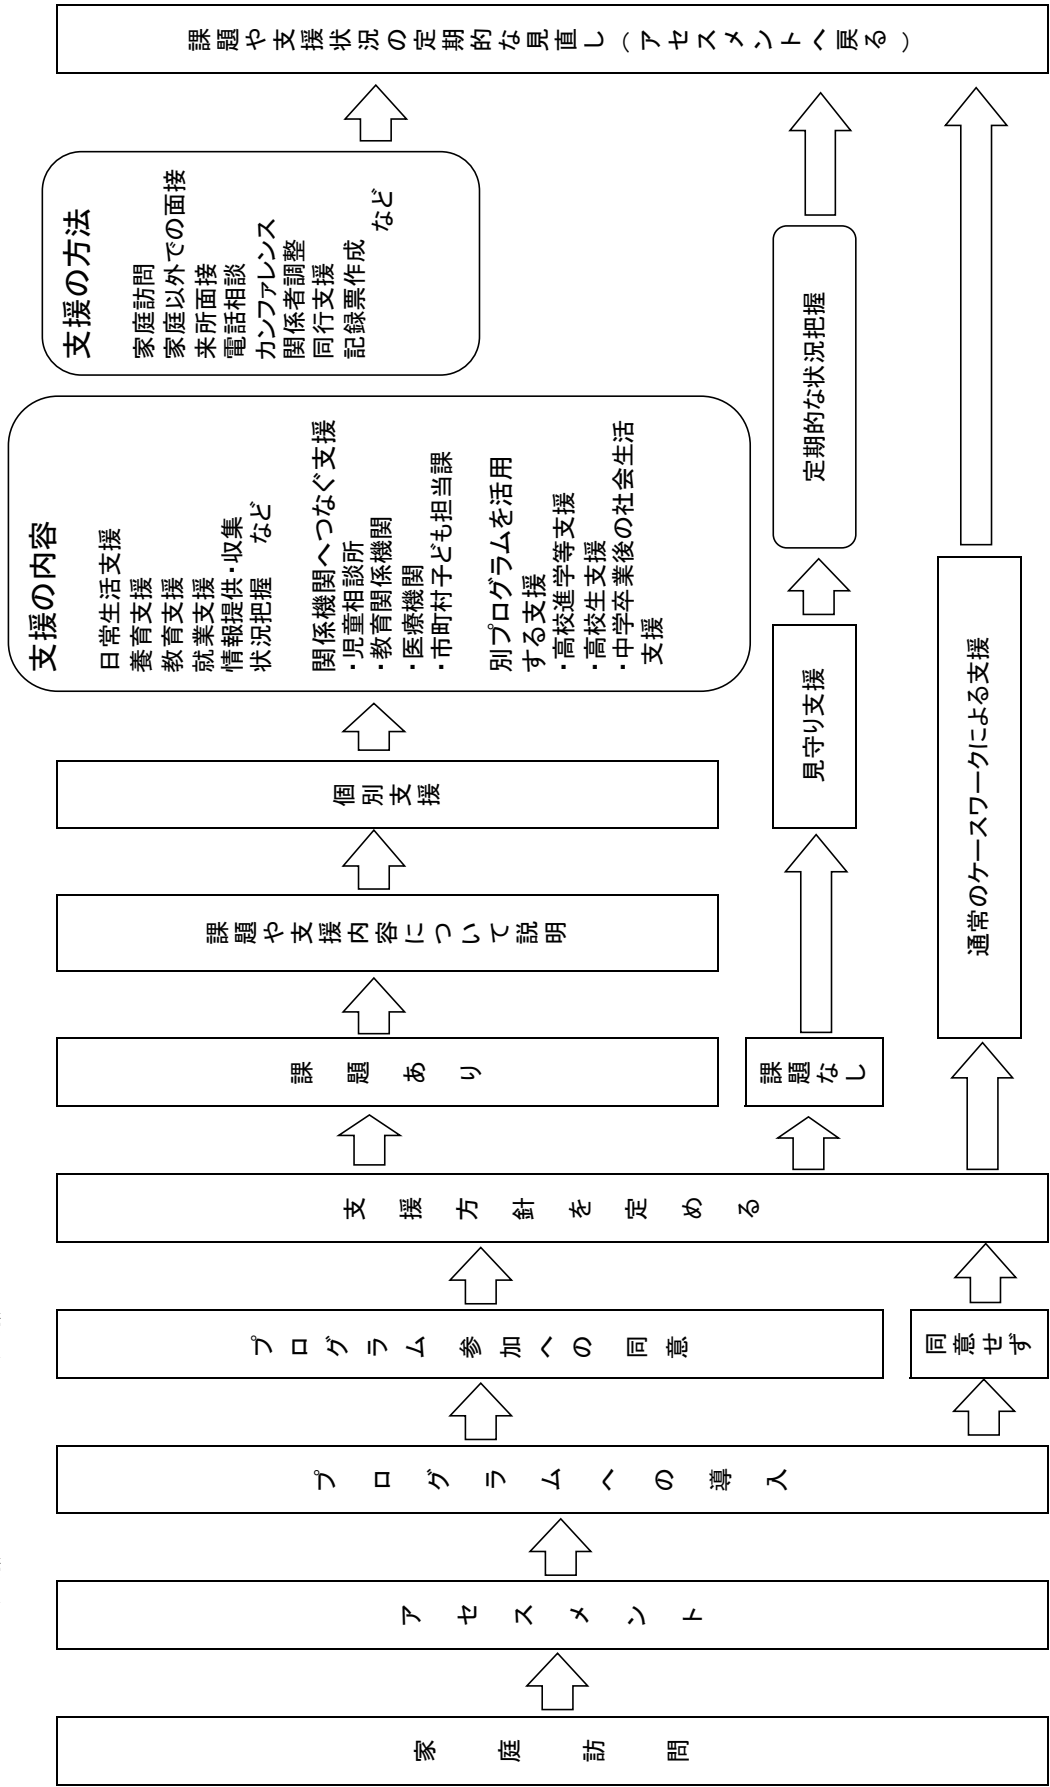 家庭訪問
アセスメント
プログラムへの導入
プログラム参加への同意
同意せず
支援方針を定める
課題あり
課題なし
課題や支援内容について説明
個別支援
見守り支援
通常のケースワークによる支援
支援の内容
日常生活支援
養育支援
教育支援
就業支援
情報提供・収集
状況把握 など
関係機関へつなぐ支援
・児童相談所
・教育関係機関
・医療機関
・市町村子ども担当課
別プログラムを活用
する支援
・高校進学等支援
・高校生支援
・中学卒業後の社会生活
支援
定期的な状況把握
支援の方法
家庭訪問
家庭以外での面接
来所面接
電話相談
カンファレンス
関係者調整
同行支援
記録票作成
など
課題や支援状況の定期的な見直し（アセスメントへ戻る）